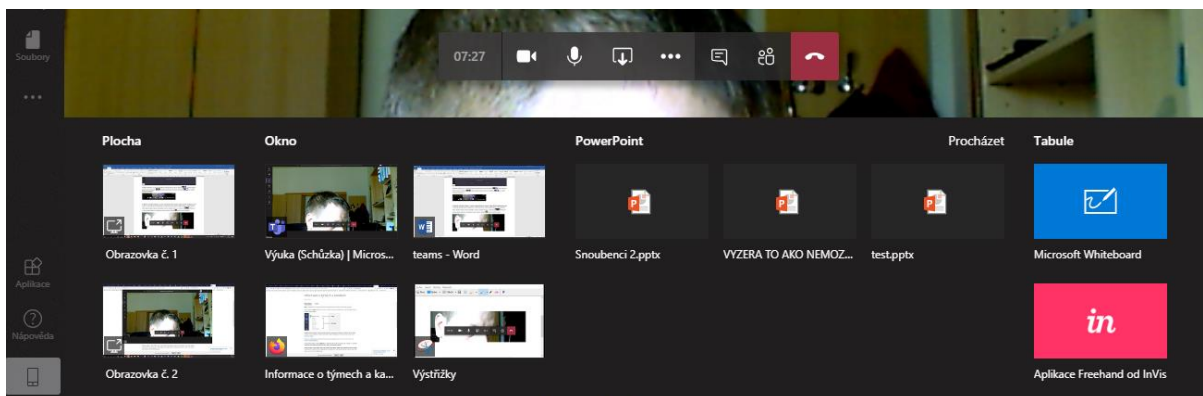 Soubory
07:27
Plocha
Okno
PowerPoint
Procházet
Tabule
Obrazovka č. 1
Výuka (Schůzka) | Micros...
teams - Word
Snoubenci 2.pptx
VYZERA TO AKO NEMOZ...
test.pptx
Microsoft Whiteboard
Aplikace
Nápověda
in
Obrazovka č. 2
Informace o týmech a ka...
Výstřižky
Aplikace Freehand od InVis